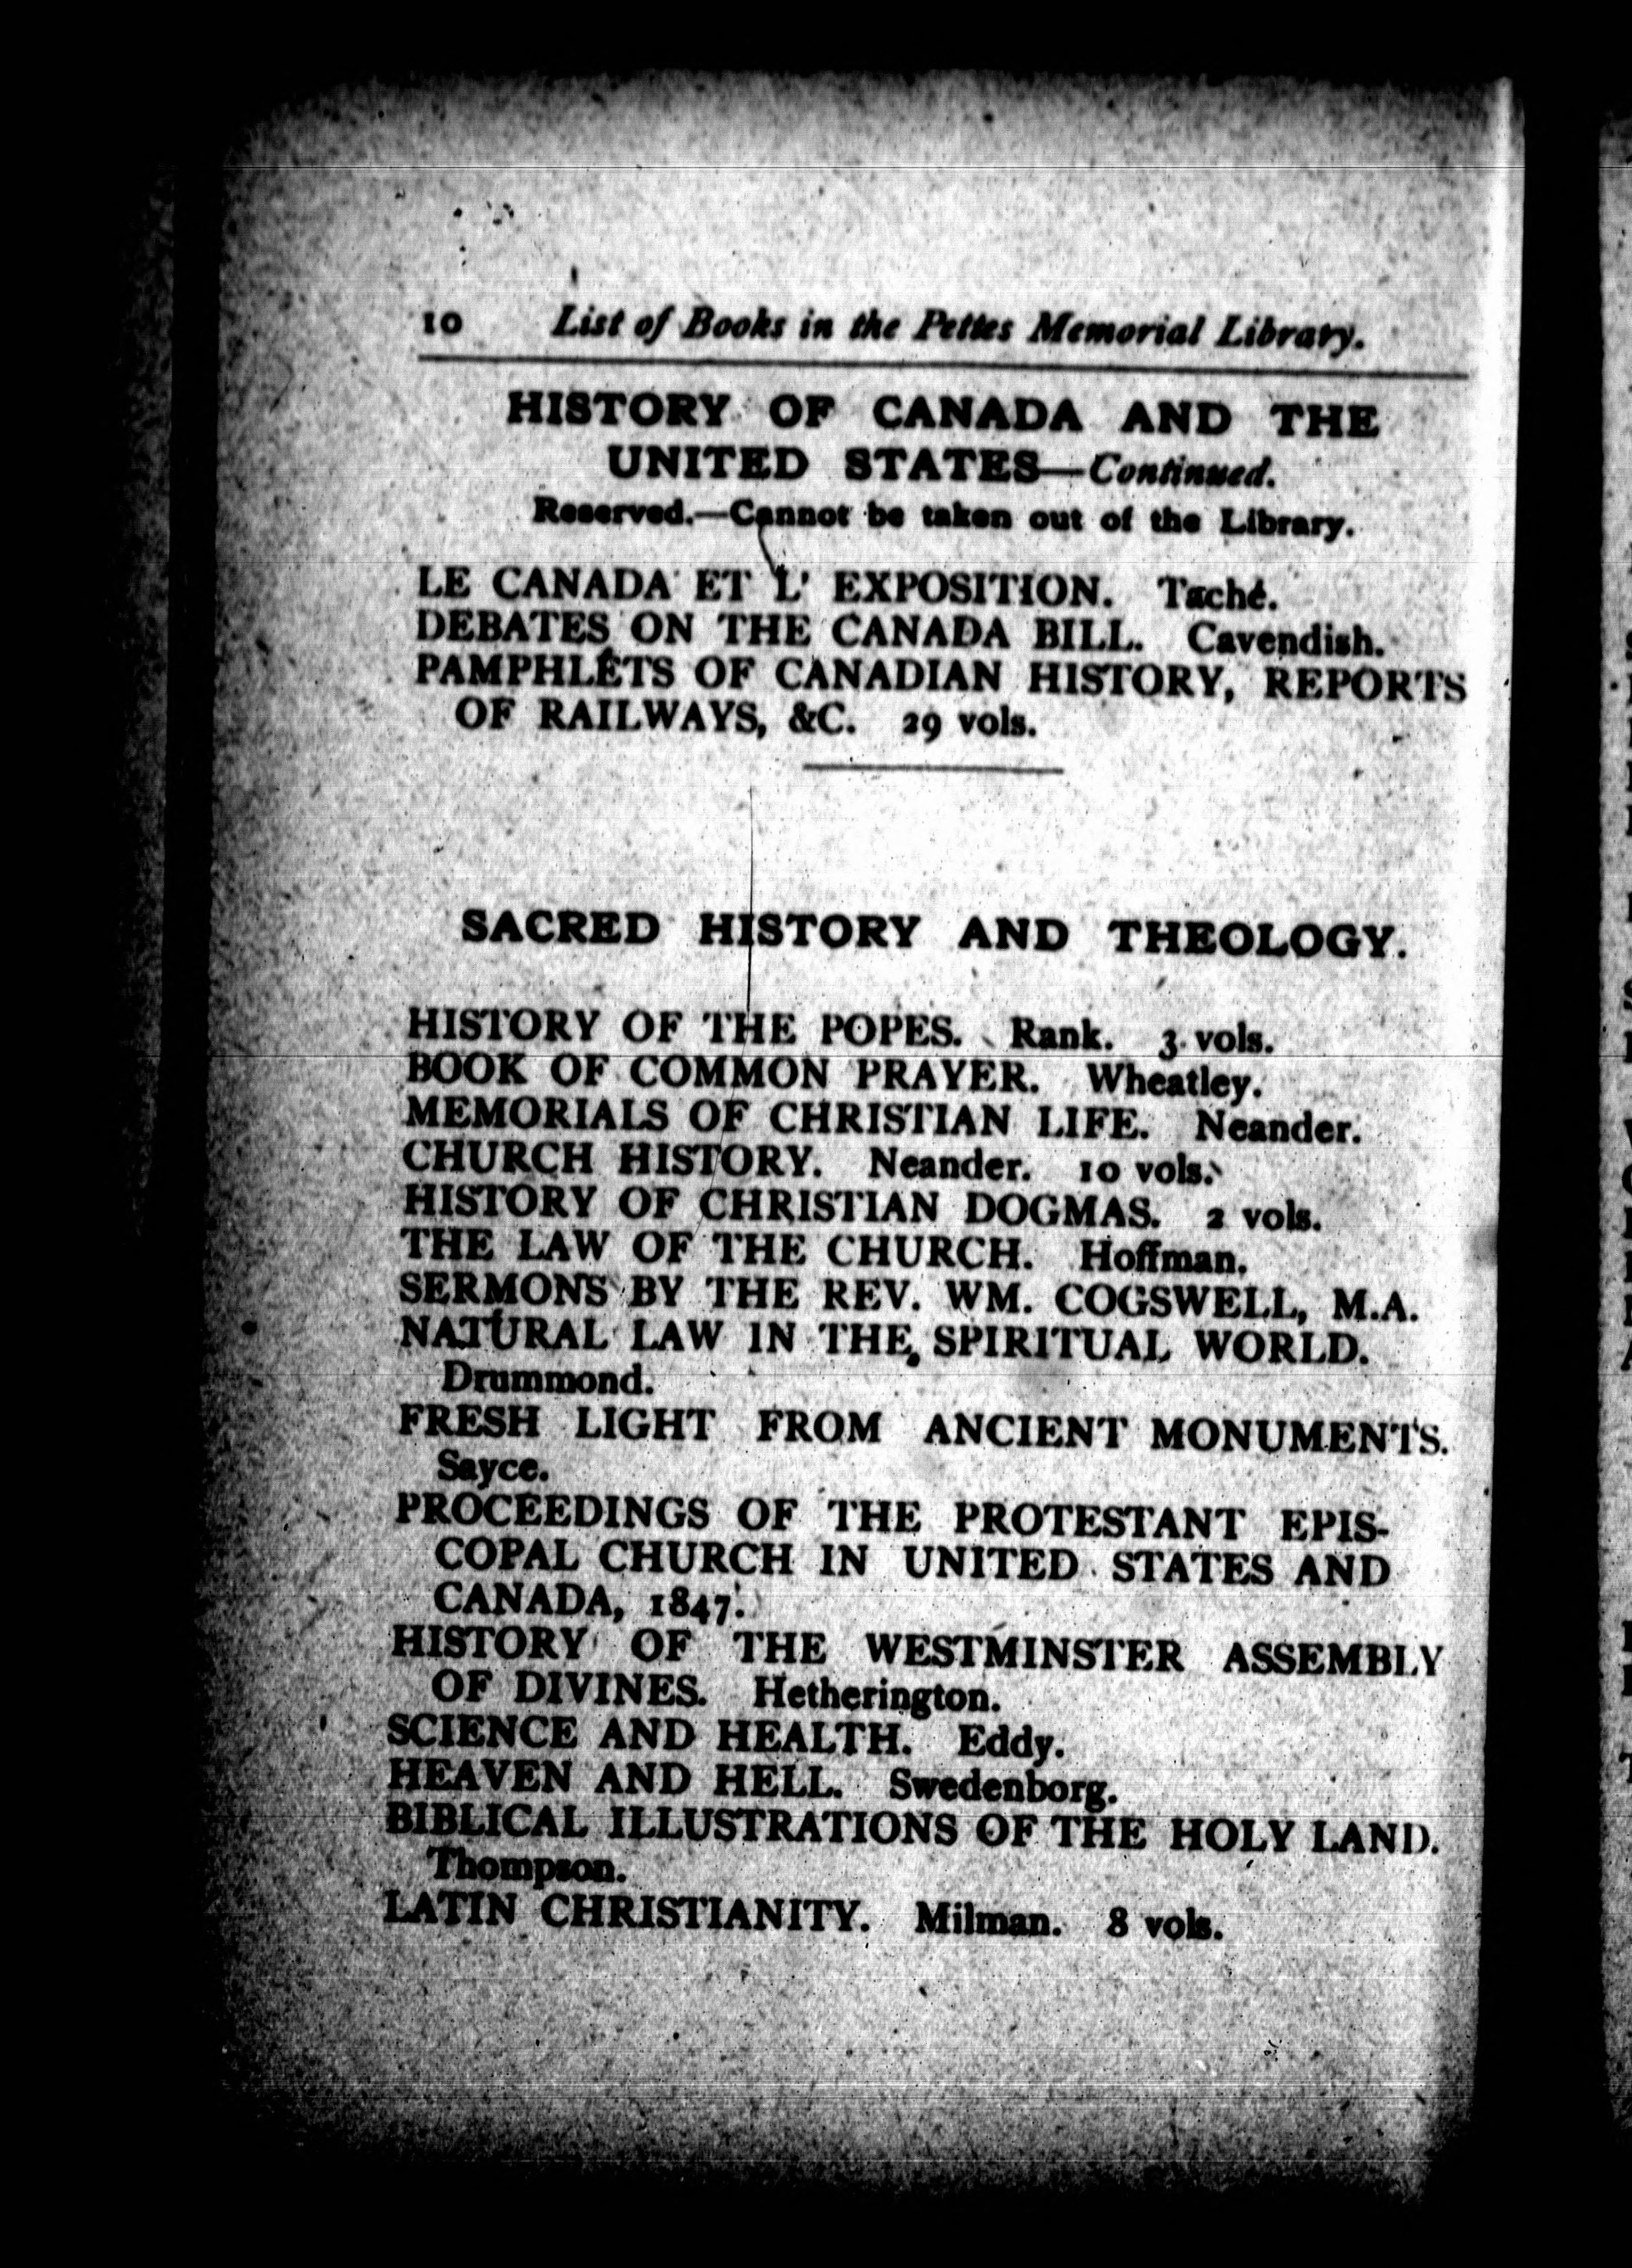 10 List of Books in the Pettes Memorial Library.
HISTORY OF CANADA AND THE
UNITED STATES—Continued.
Reserved.—Cannot be taken out of the Library.
LE CANADA ET L' EXPOSITION. Taché.
DEBATES ON THE CANADA BILL. Cavendish.
PAMPHLETS OF CANADIAN HISTORY, REPORTS
OF RAILWAYS, &C. 29 vols.
SACRED HISTORY AND THEOLOGY.
HISTORY OF THE POPES. Rank. 3 vols.
BOOK OF COMMON PRAYER. Wheatley.
MEMORIALS OF CHRISTIAN LIFE. Neander.
CHURCH HISTORY. Neander. 10 vols.
HISTORY OF CHRISTIAN DOGMAS. 2 vols.
THE LAW OF THE CHURCH. Hoffman.
SERMONS BY THE REV. WM. COGSWELL, M.A.
NATURAL LAW IN THE SPIRITUAL WORLD.
Drummond.
FRESH LIGHT FROM ANCIENT MONUMENTS.
Sayce.
PROCEEDINGS OF THE PROTESTANT EPIS-
COPAL CHURCH IN UNITED STATES AND
CANADA, 1847.
HISTORY OF THE WESTMINSTER ASSEMBLY
OF DIVINES. Hetherington.
SCIENCE AND HEALTH. Eddy.
HEAVEN AND HELL. Swedenborg.
BIBLICAL ILLUSTRATIONS OF THE HOLY LAND.
Thompson.
LATIN CHRISTIANITY. Milman. 8 vols.